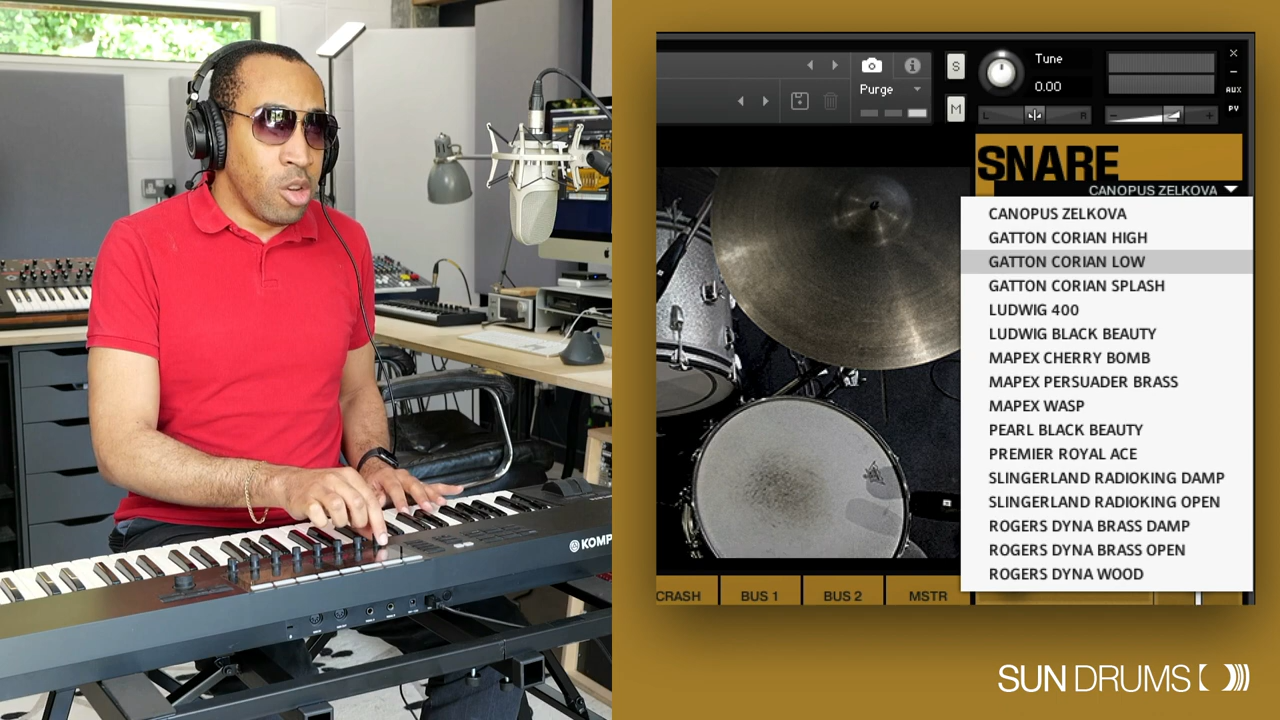 KOMP
S
Tune
0.00
Purge
M
L
R
AUX
PV
SNARE
CANOPUS ZELKOVA
CANOPUS ZELKOVA
GATTON CORIAN HIGH
GATTON CORIAN LOW
GATTON CORIAN SPLASH
LUDWIG 400
LUDWIG BLACK BEAUTY
MAPEX CHERRY BOMB
MAPEX PERSUADER BRASS
MAPEX WASP
PEARL BLACK BEAUTY
PREMIER ROYAL ACE
SLINGERLAND RADIOKING DAMP
SLINGERLAND RADIOKING OPEN
ROGERS DYNA BRASS DAMP
ROGERS DYNA BRASS OPEN
ROGERS DYNA WOOD
CRASH BUS 1 BUS 2 MSTR
SUN DRUMS